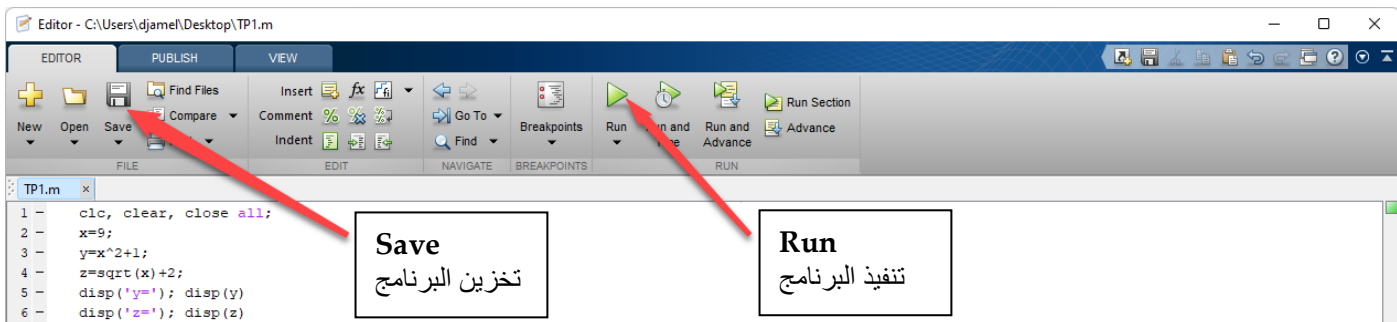 Editor - C:\Users\djamel\Desktop\TP1.m
EDITOR PUBLISH VIEW
Find Files Insert fx
Compare Comment Go To Run Section
New Open Save Indent Find Breakpoints Run Run and Advance Advance
FILE EDIT NAVIGATE BREAKPOINTS RUN
TP1.m
1 clc, clear, close all;
2 x=9;
3 y=x^2+1;
4 z=sqrt(x)+2;
5 disp('y='); disp(y)
6 disp('z='); disp(z)
Save
تخزين البرنامج
Run
تنفيذ البرنامج